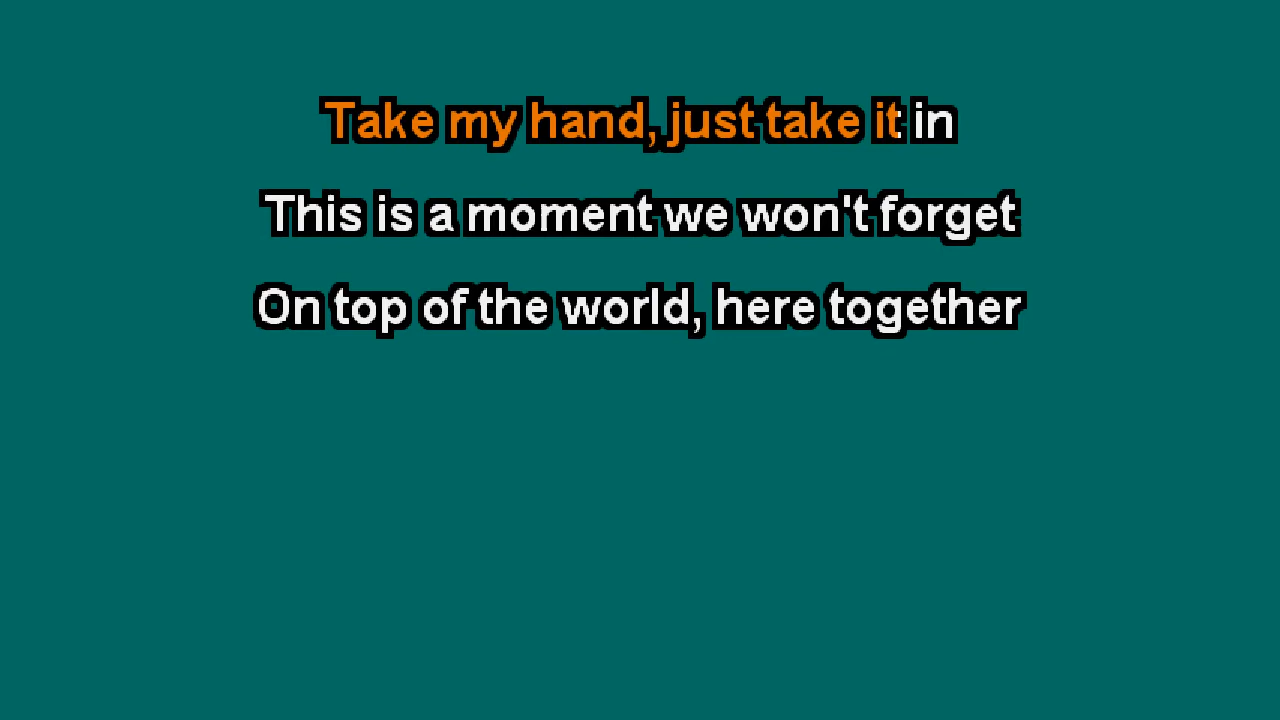 Take my hand, just take it in
This is a moment we won't forget
On top of the world, here together